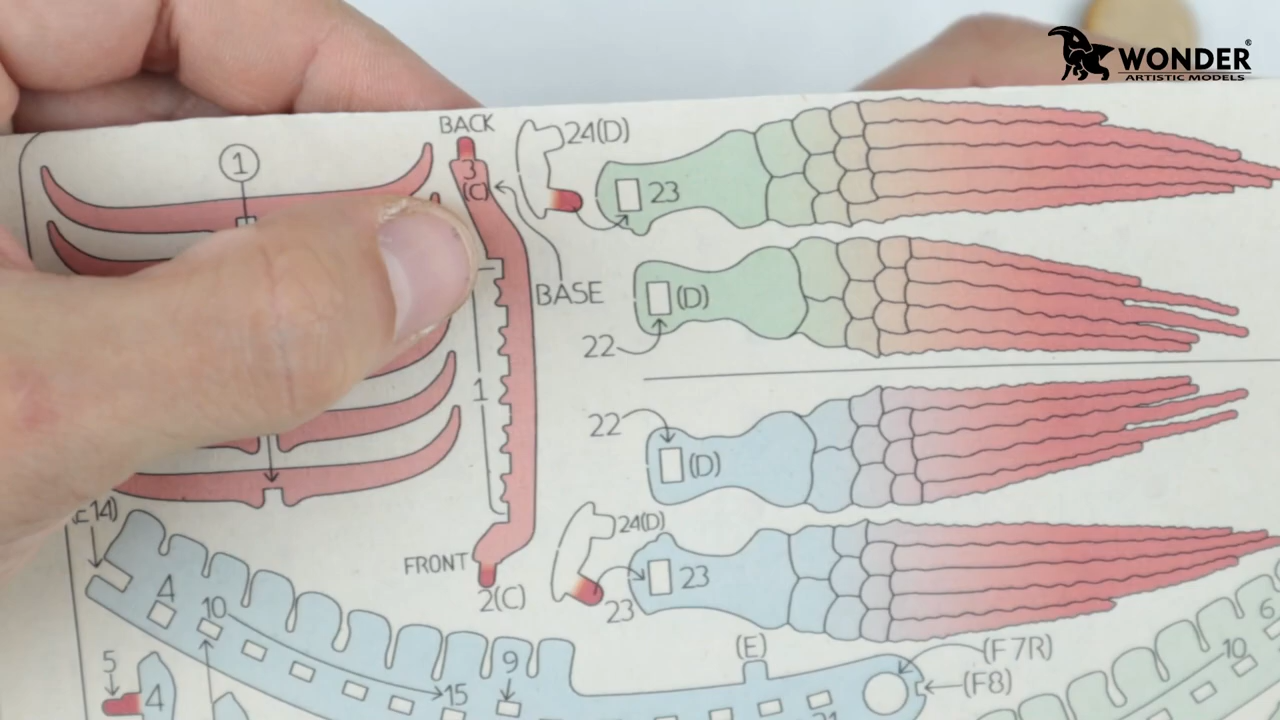 WONDER®
ARTISTIC MODELS
BACK
24(D)
1
3
(C)
23
BASE
(D)
22
1
22
(D)
(E14)
24(D)
FRONT
23
2(C)
23
4
10
6
(E)
(F7R)
5
9
10
4
15
(F8)